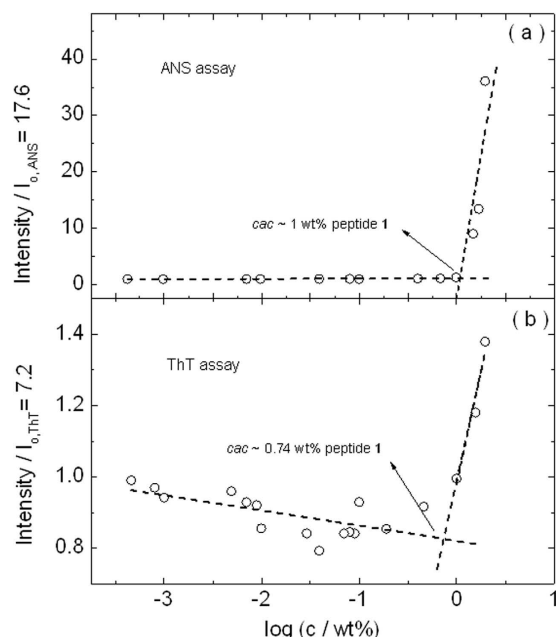 ( a )
40
ANS assay
30
20
cac ~ 1 wt% peptide 1
10
0
Intensity / I₀,ANS = 17.6
( b )
1.4
ThT assay
1.2
cac ~ 0.74 wt% peptide 1
1.0
0.8
Intensity / I₀,ThT = 7.2
-3 -2 -1 0 1
log (c / wt%)